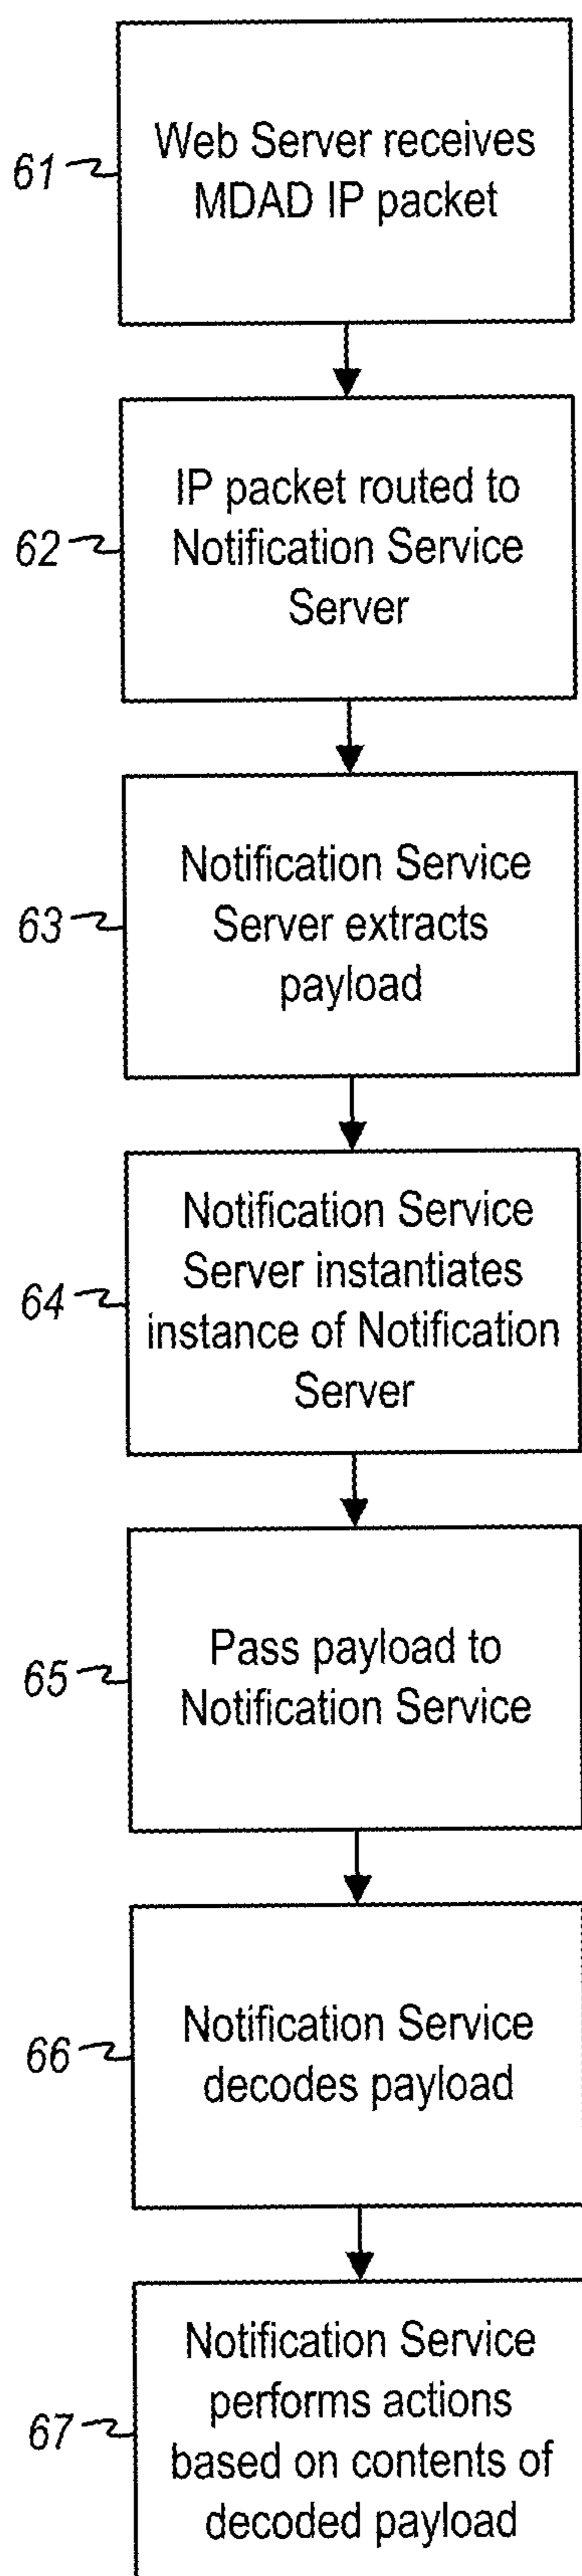 61
Web Server receives
MDAD IP packet
62
IP packet routed to
Notification Service
Server
63
Notification Service
Server extracts
payload
64
Notification Service
Server instantiates
instance of Notification
Server
65
Pass payload to
Notification Service
66
Notification Service
decodes payload
67
Notification Service
performs actions
based on contents of
decoded payload